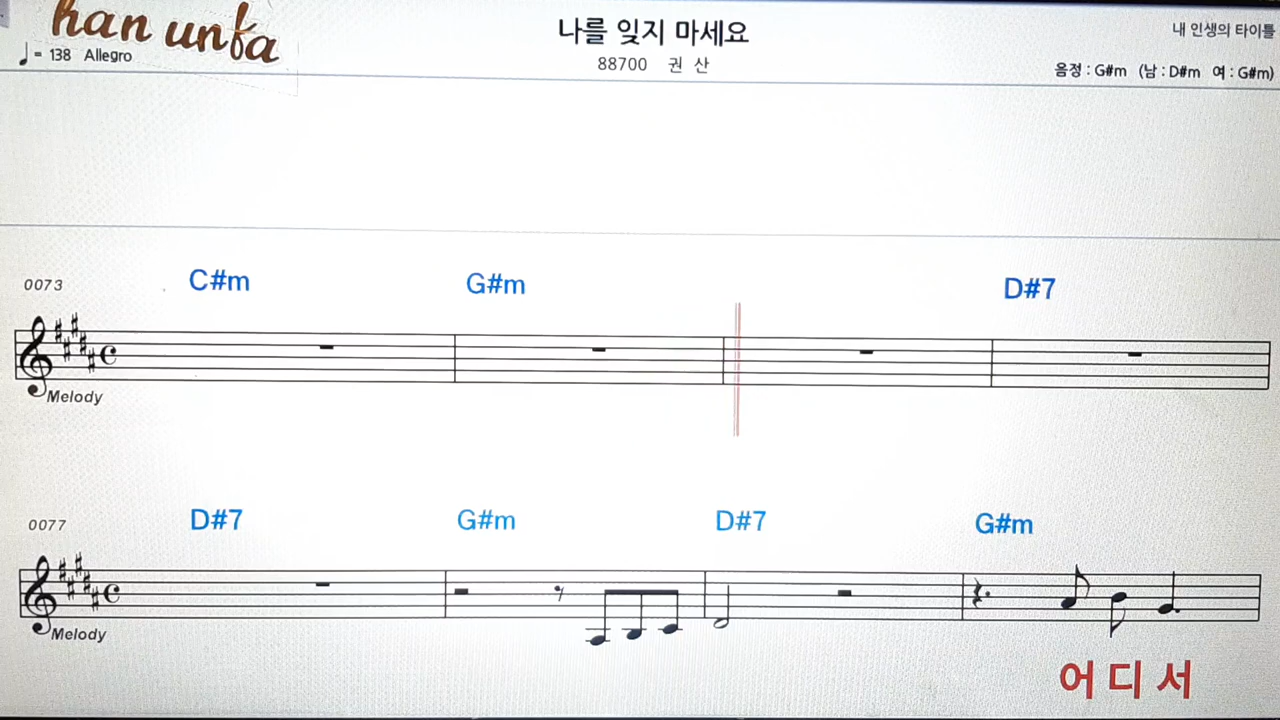 han unfa
나를 잊지 마세요
내 인생의 타이틀
♩ = 138 Allegro
88700 권 산
음정 : G#m (남 : D#m 여 : G#m)
0073 C#m G#m D#7
Melody
0077 D#7 G#m D#7 G#m
Melody
어 디 서